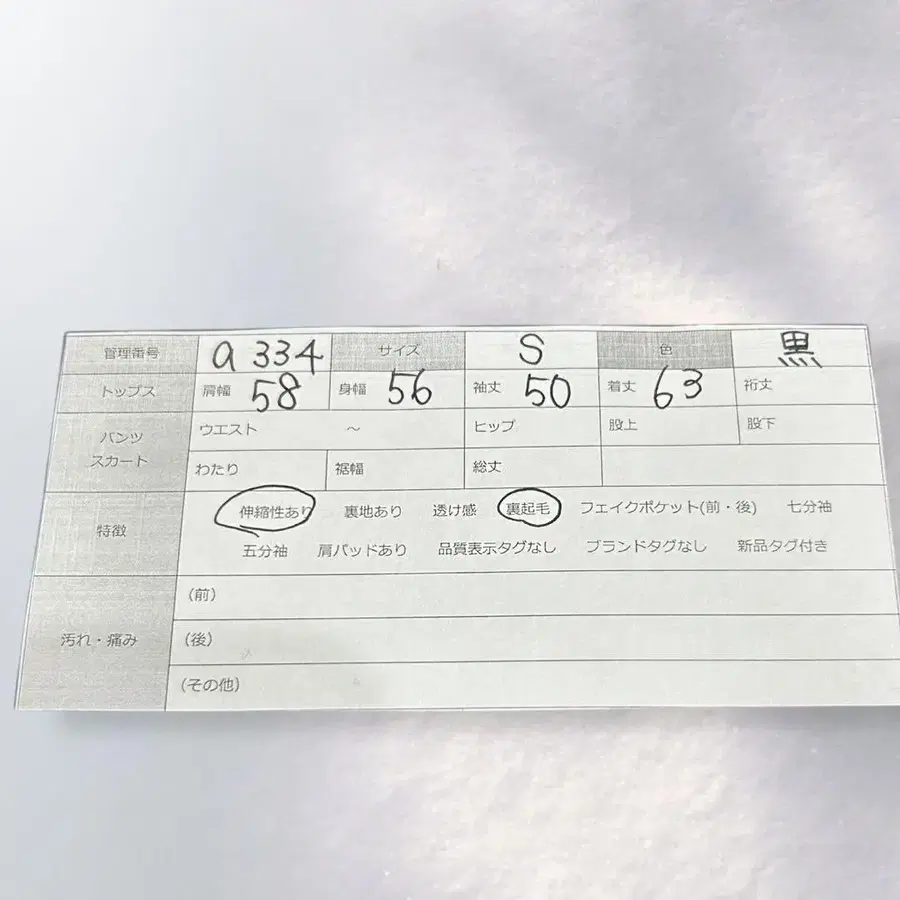 管理番号 a 334 サイズ S 色 黒
トップス 肩幅 58 身幅 56 袖丈 50 着丈 63 裄丈
パンツ スカート ウエスト ～ ヒップ 股上 股下
わたり 裾幅 総丈
特徴 伸縮性あり 裏地あり 透け感 裏起毛 フェイクポケット(前・後) 七分袖
五分袖 肩パッドあり 品質表示タグなし ブランドタグなし 新品タグ付き
汚れ・痛み (前)
(後)
(その他)